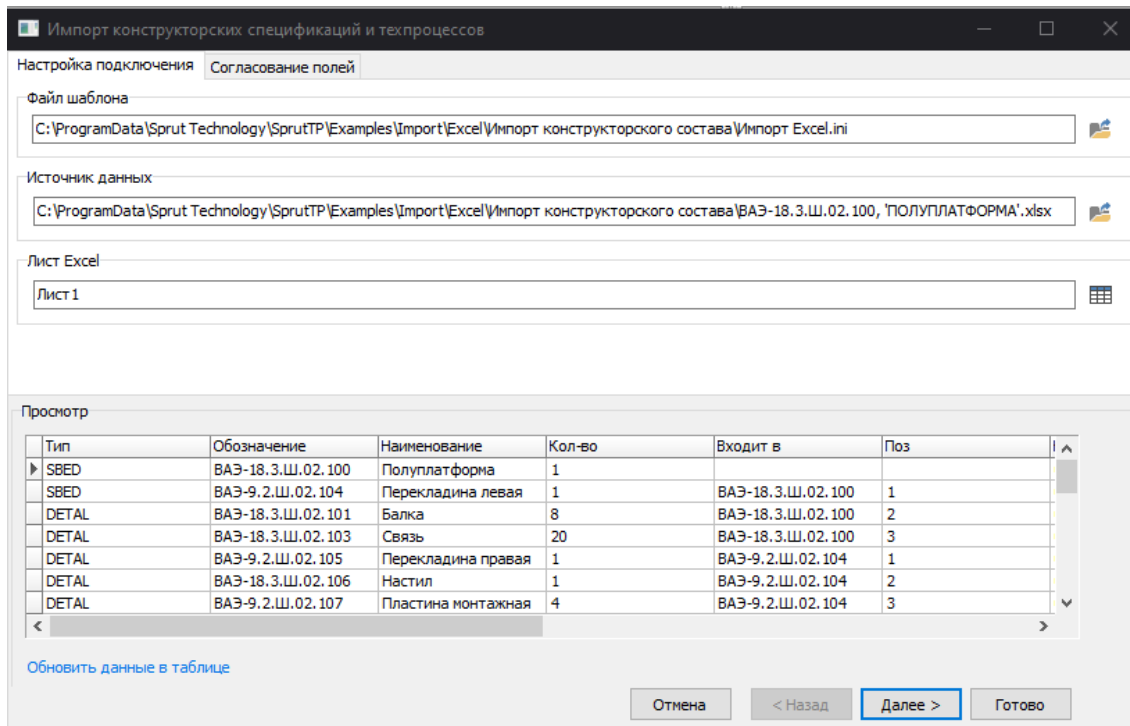 Импорт конструкторских спецификаций и техпроцессов
Настройка подключения Согласование полей
Файл шаблона
C:\ProgramData\Sprut Technology\SprutTP\Examples\Import\Excel\Импорт конструкторского состава\Импорт Excel.ini
Источник данных
C:\ProgramData\Sprut Technology\SprutTP\Examples\Import\Excel\Импорт конструкторского состава\ВАЭ-18.3.Ш.02.100, 'ПОЛУПЛАТФОРМА'.xlsx
Лист Excel
Лист1
Просмотр
Тип Обозначение Наименование Кол-во Входит в Поз
SBED ВАЭ-18.3.Ш.02.100 Полуплатформа 1
SBED ВАЭ-9.2.Ш.02.104 Перекладина левая 1 ВАЭ-18.3.Ш.02.100 1
DETAL ВАЭ-18.3.Ш.02.101 Балка 8 ВАЭ-18.3.Ш.02.100 2
DETAL ВАЭ-18.3.Ш.02.103 Связь 20 ВАЭ-18.3.Ш.02.100 3
DETAL ВАЭ-9.2.Ш.02.105 Перекладина правая 1 ВАЭ-9.2.Ш.02.104 1
DETAL ВАЭ-18.3.Ш.02.106 Настил 1 ВАЭ-9.2.Ш.02.104 2
DETAL ВАЭ-9.2.Ш.02.107 Пластина монтажная 4 ВАЭ-9.2.Ш.02.104 3
Обновить данные в таблице
Отмена < Назад Далее > Готово